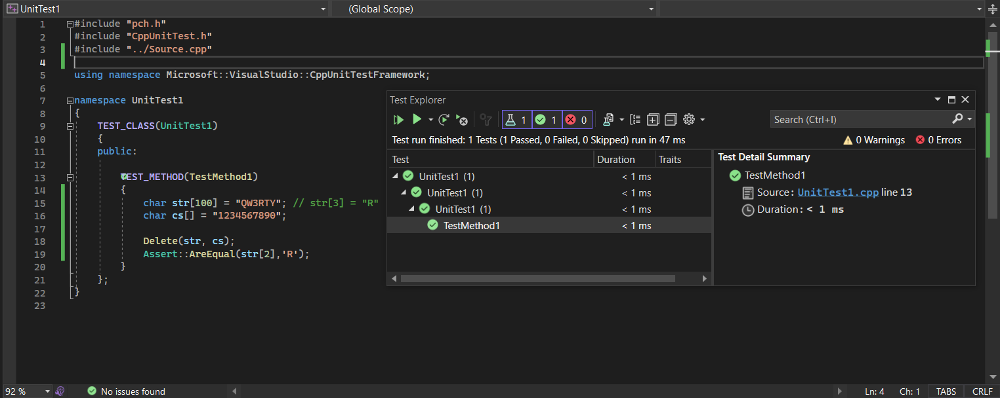 UnitTest1 (Global Scope)
1 #include "pch.h"
2 #include "CppUnitTest.h"
3 #include "../Source.cpp"
4
5 using namespace Microsoft::VisualStudio::CppUnitTestFramework;
6
7 namespace UnitTest1
8 {
9 TEST_CLASS(UnitTest1)
10 {
11 public:
12
13 TEST_METHOD(TestMethod1)
14 {
15 char str[100] = "QW3RTY"; // str[3] = "R"
16 char cs[] = "1234567890";
17
18 Delete(str, cs);
19 Assert::AreEqual(str[2],'R');
20 }
21 };
22 }
23
Test Explorer
1 1 0 Search (Ctrl+I)
Test run finished: 1 Tests (1 Passed, 0 Failed, 0 Skipped) run in 47 ms 0 Warnings 0 Errors
Test Duration Traits
UnitTest1 (1) < 1 ms
UnitTest1 (1) < 1 ms
UnitTest1 (1) < 1 ms
TestMethod1 < 1 ms
Test Detail Summary
TestMethod1
Source: UnitTest1.cpp line 13
Duration: < 1 ms
92 % No issues found Ln: 4 Ch: 1 TABS CRLF